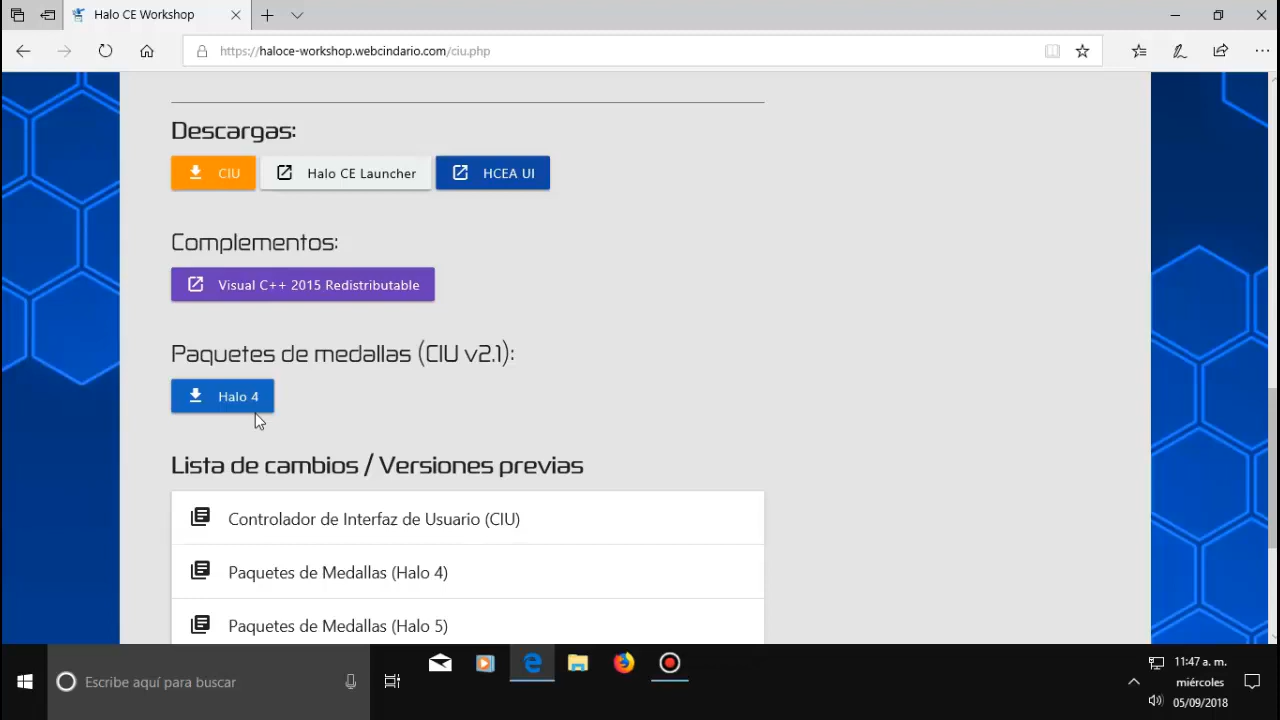 Halo CE Workshop
https://haloce-workshop.webcindario.com/ciu.php
Descargas:
CIU
Halo CE Launcher
HCEA UI
Complementos:
Visual C++ 2015 Redistributable
Paquetes de medallas (CIU v2.1):
Halo 4
Lista de cambios / Versiones previas
Controlador de Interfaz de Usuario (CIU)
Paquetes de Medallas (Halo 4)
Paquetes de Medallas (Halo 5)
Escribe aquí para buscar
11:47 a. m.
miércoles
05/09/2018